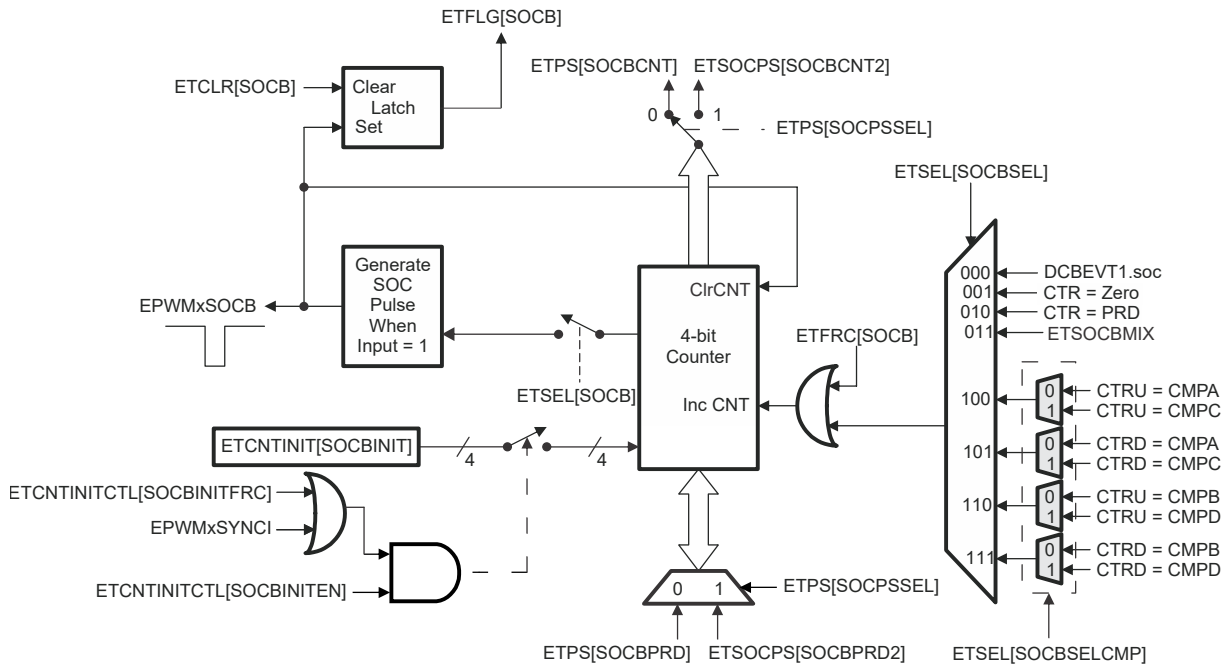 ETFLG[SOCB]
ETPS[SOCBCNT]
ETSOCPS[SOCBCNT2]
ETCLR[SOCB]
Clear
Latch
Set
0
1
ETPS[SOCPSSEL]
ETSEL[SOCBSEL]
Generate
SOC
Pulse
When
Input = 1
EPWMxSOCB
ClrCNT
4-bit
Counter
Inc CNT
ETSEL[SOCB]
ETFRC[SOCB]
000
DCBEVT1.soc
001
CTR = Zero
010
CTR = PRD
011
ETSOCBMIX
100
0
CTRU = CMPA
1
CTRU = CMPC
101
0
CTRD = CMPA
1
CTRD = CMPC
110
0
CTRU = CMPB
1
CTRU = CMPD
111
0
CTRD = CMPB
1
CTRD = CMPD
ETCNTINIT[SOCBINIT]
4
4
ETCNTINITCTL[SOCBINITFRC]
EPWMxSYNCI
ETCNTINITCTL[SOCBINITEN]
0
1
ETPS[SOCPSSEL]
ETPS[SOCBPRD]
ETSOCPS[SOCBPRD2]
ETSEL[SOCBSELCMP]